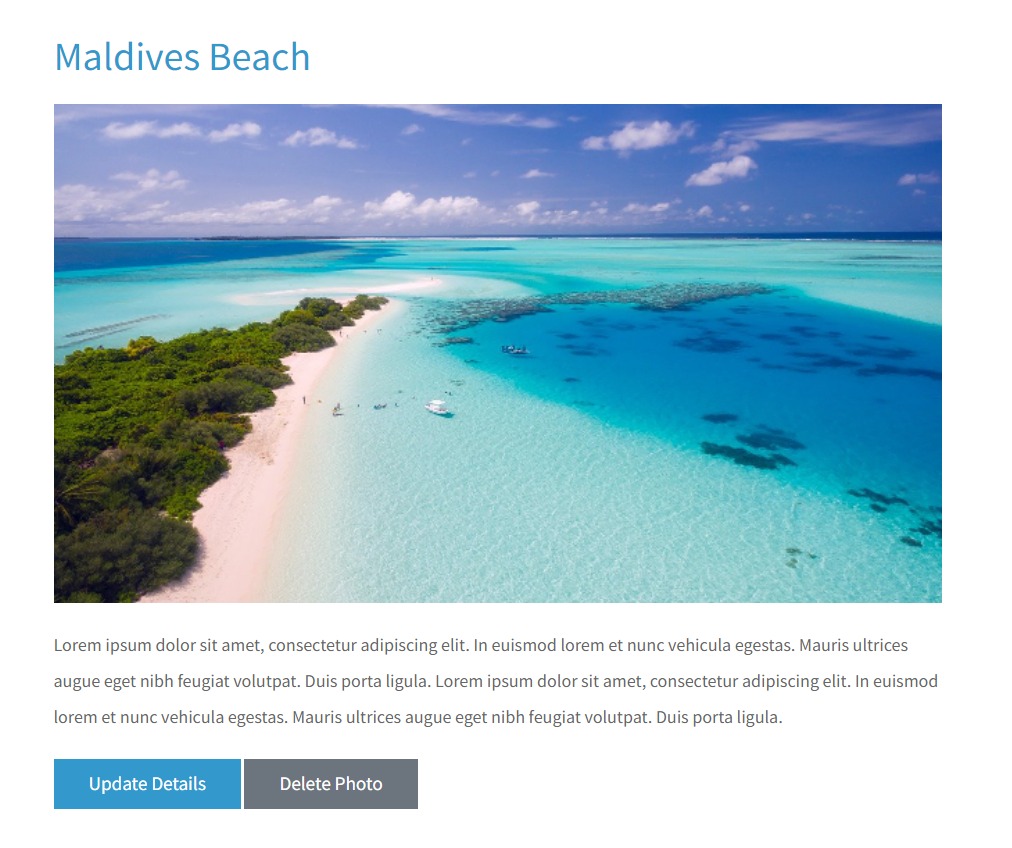 Maldives Beach
Lorem ipsum dolor sit amet, consectetur adipiscing elit. In euismod lorem et nunc vehicula egestas. Mauris ultrices
augue eget nibh feugiat volutpat. Duis porta ligula. Lorem ipsum dolor sit amet, consectetur adipiscing elit. In euismod
lorem et nunc vehicula egestas. Mauris ultrices augue eget nibh feugiat volutpat. Duis porta ligula.
Update Details Delete Photo